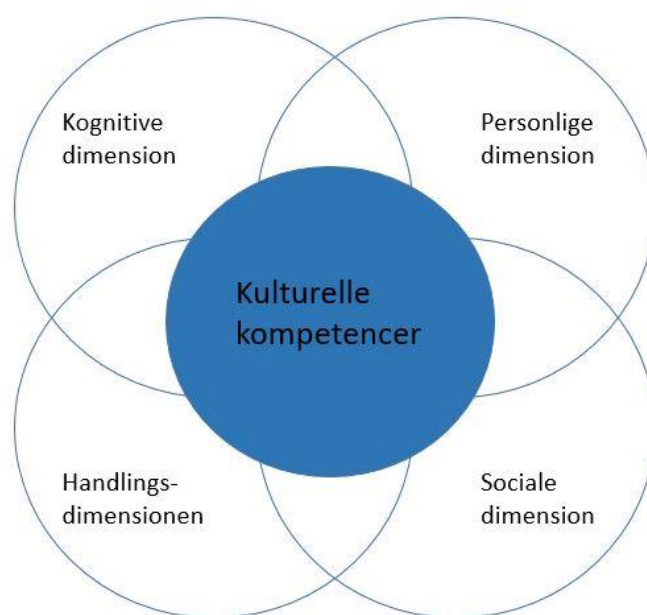 Kognitive
dimension
Personlige
dimension
Kulturelle
kompetencer
Handlings-
dimensionen
Sociale
dimension